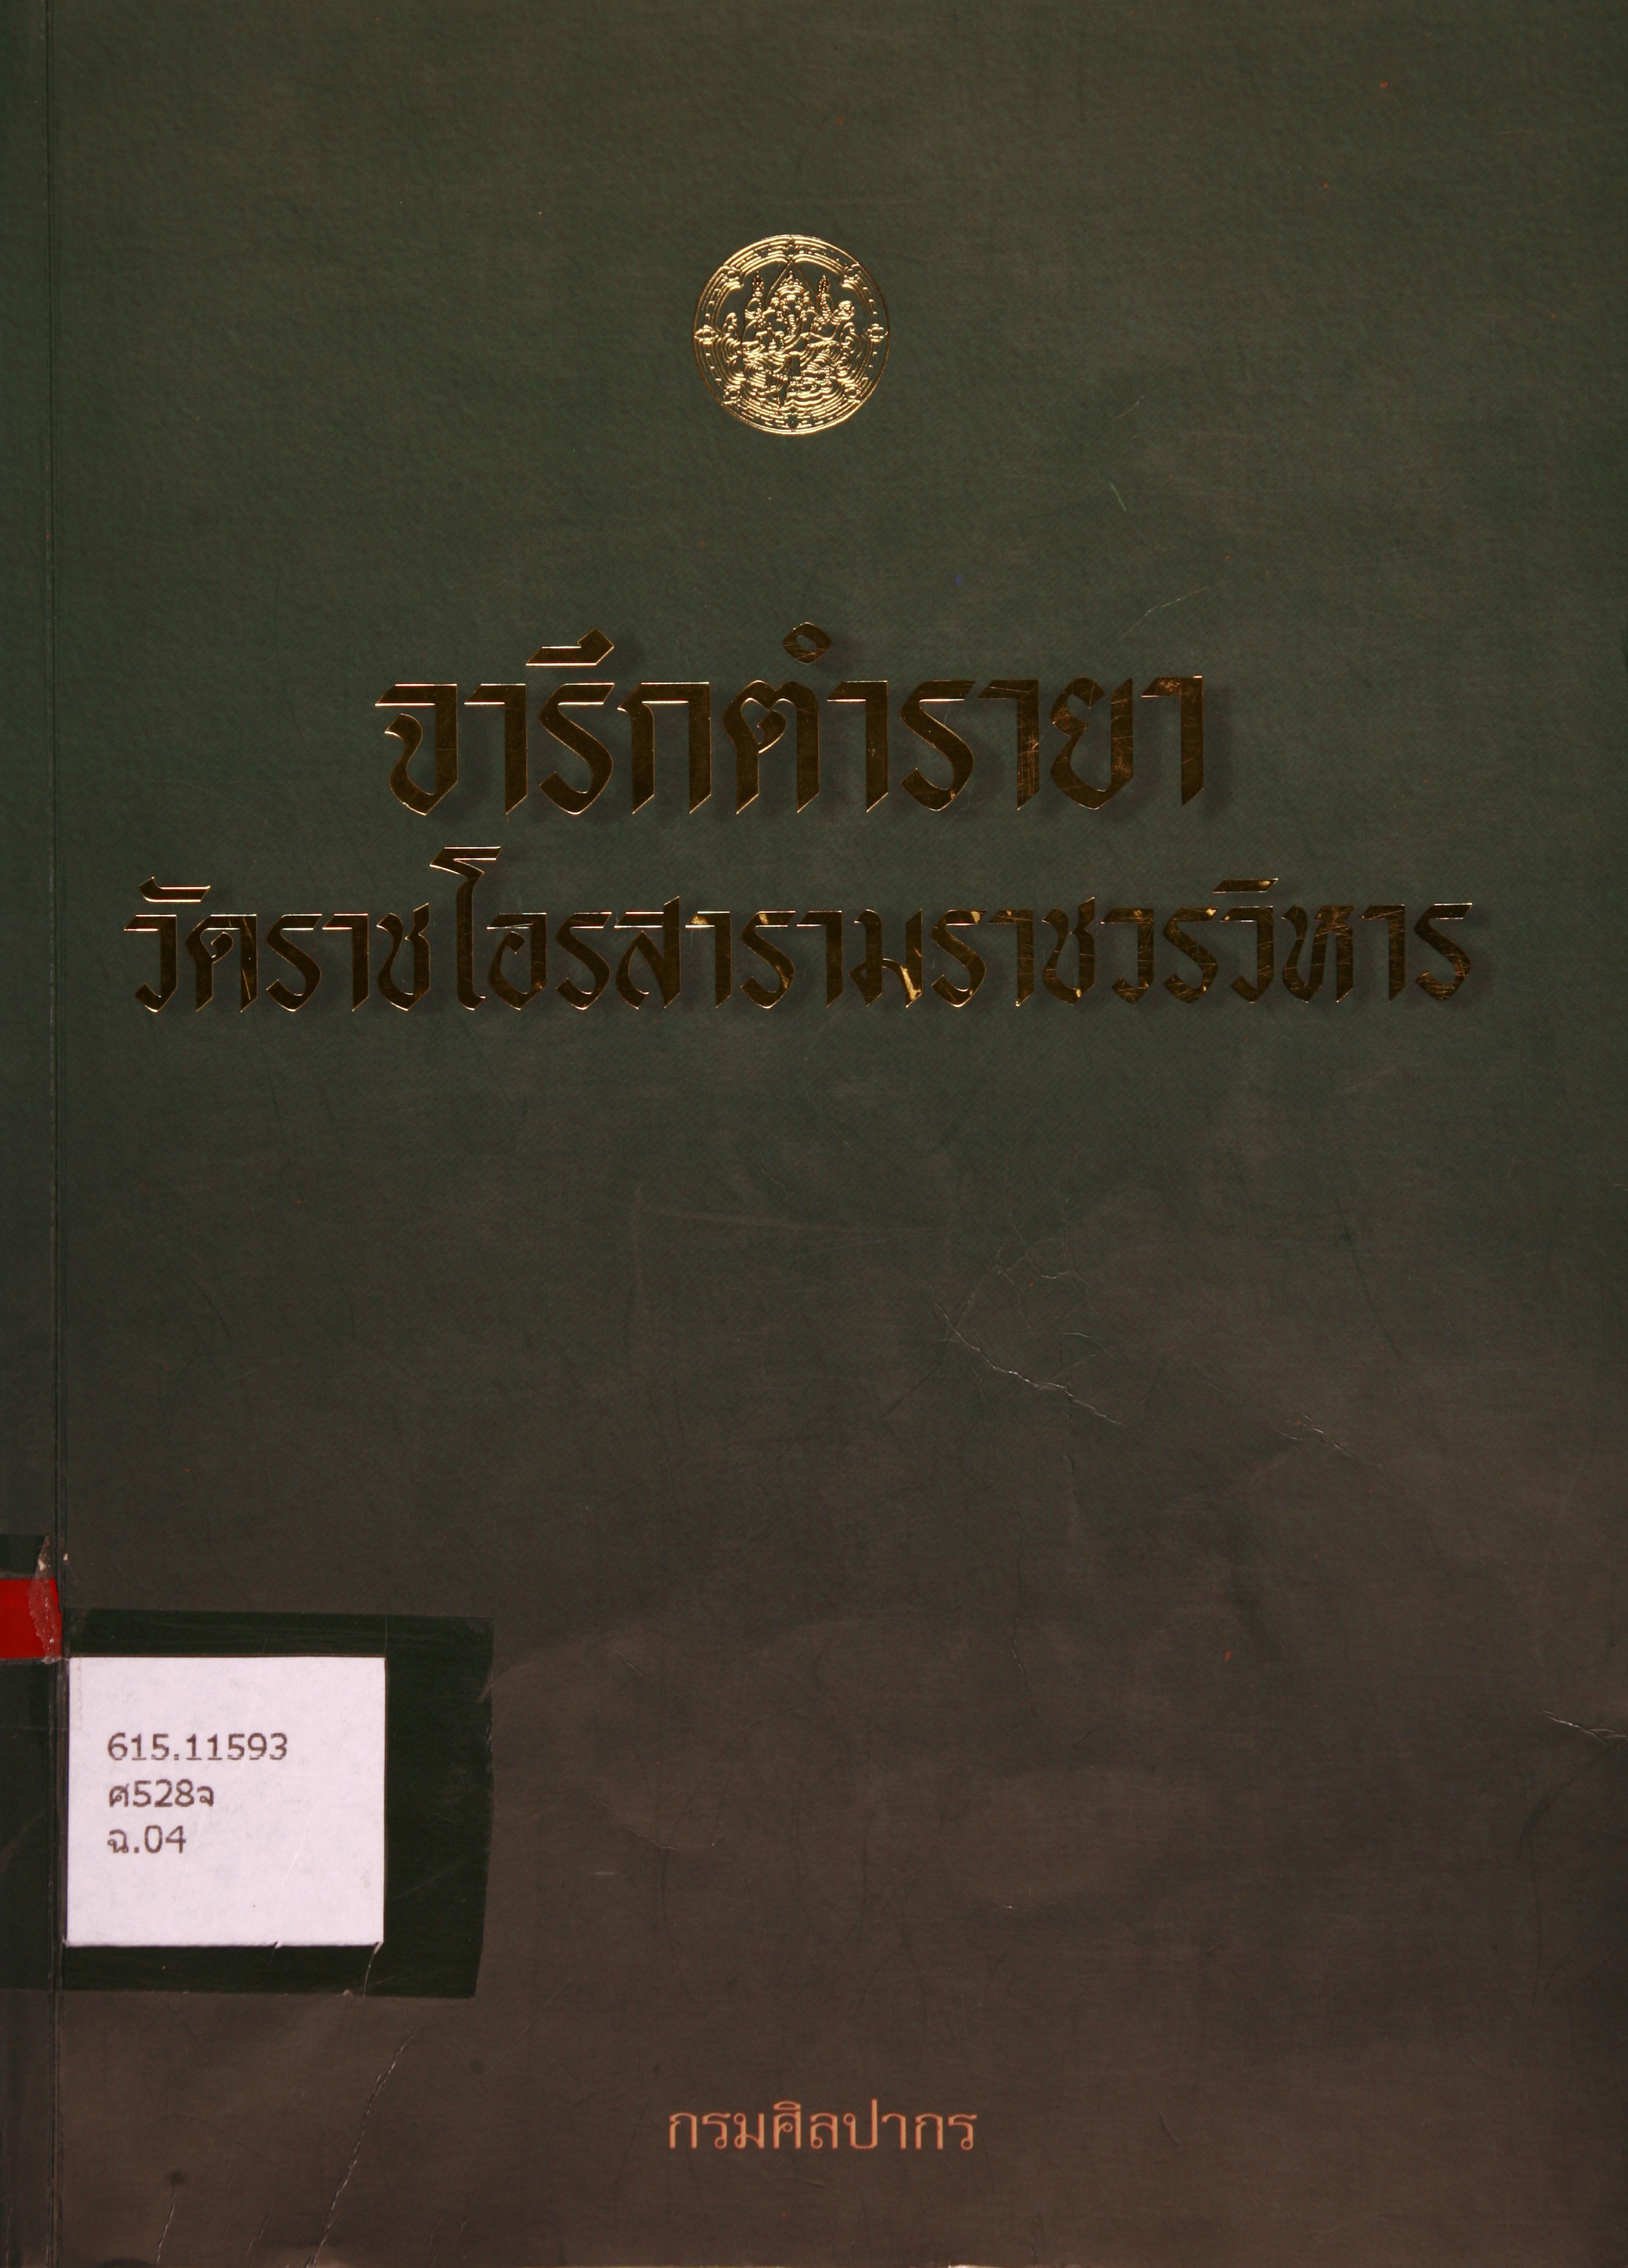 จารึกตำรายา
วัดราชโอรสารามราชวรวิหาร
615.11593
ศ528จ
ฉ.04
กรมศิลปากร